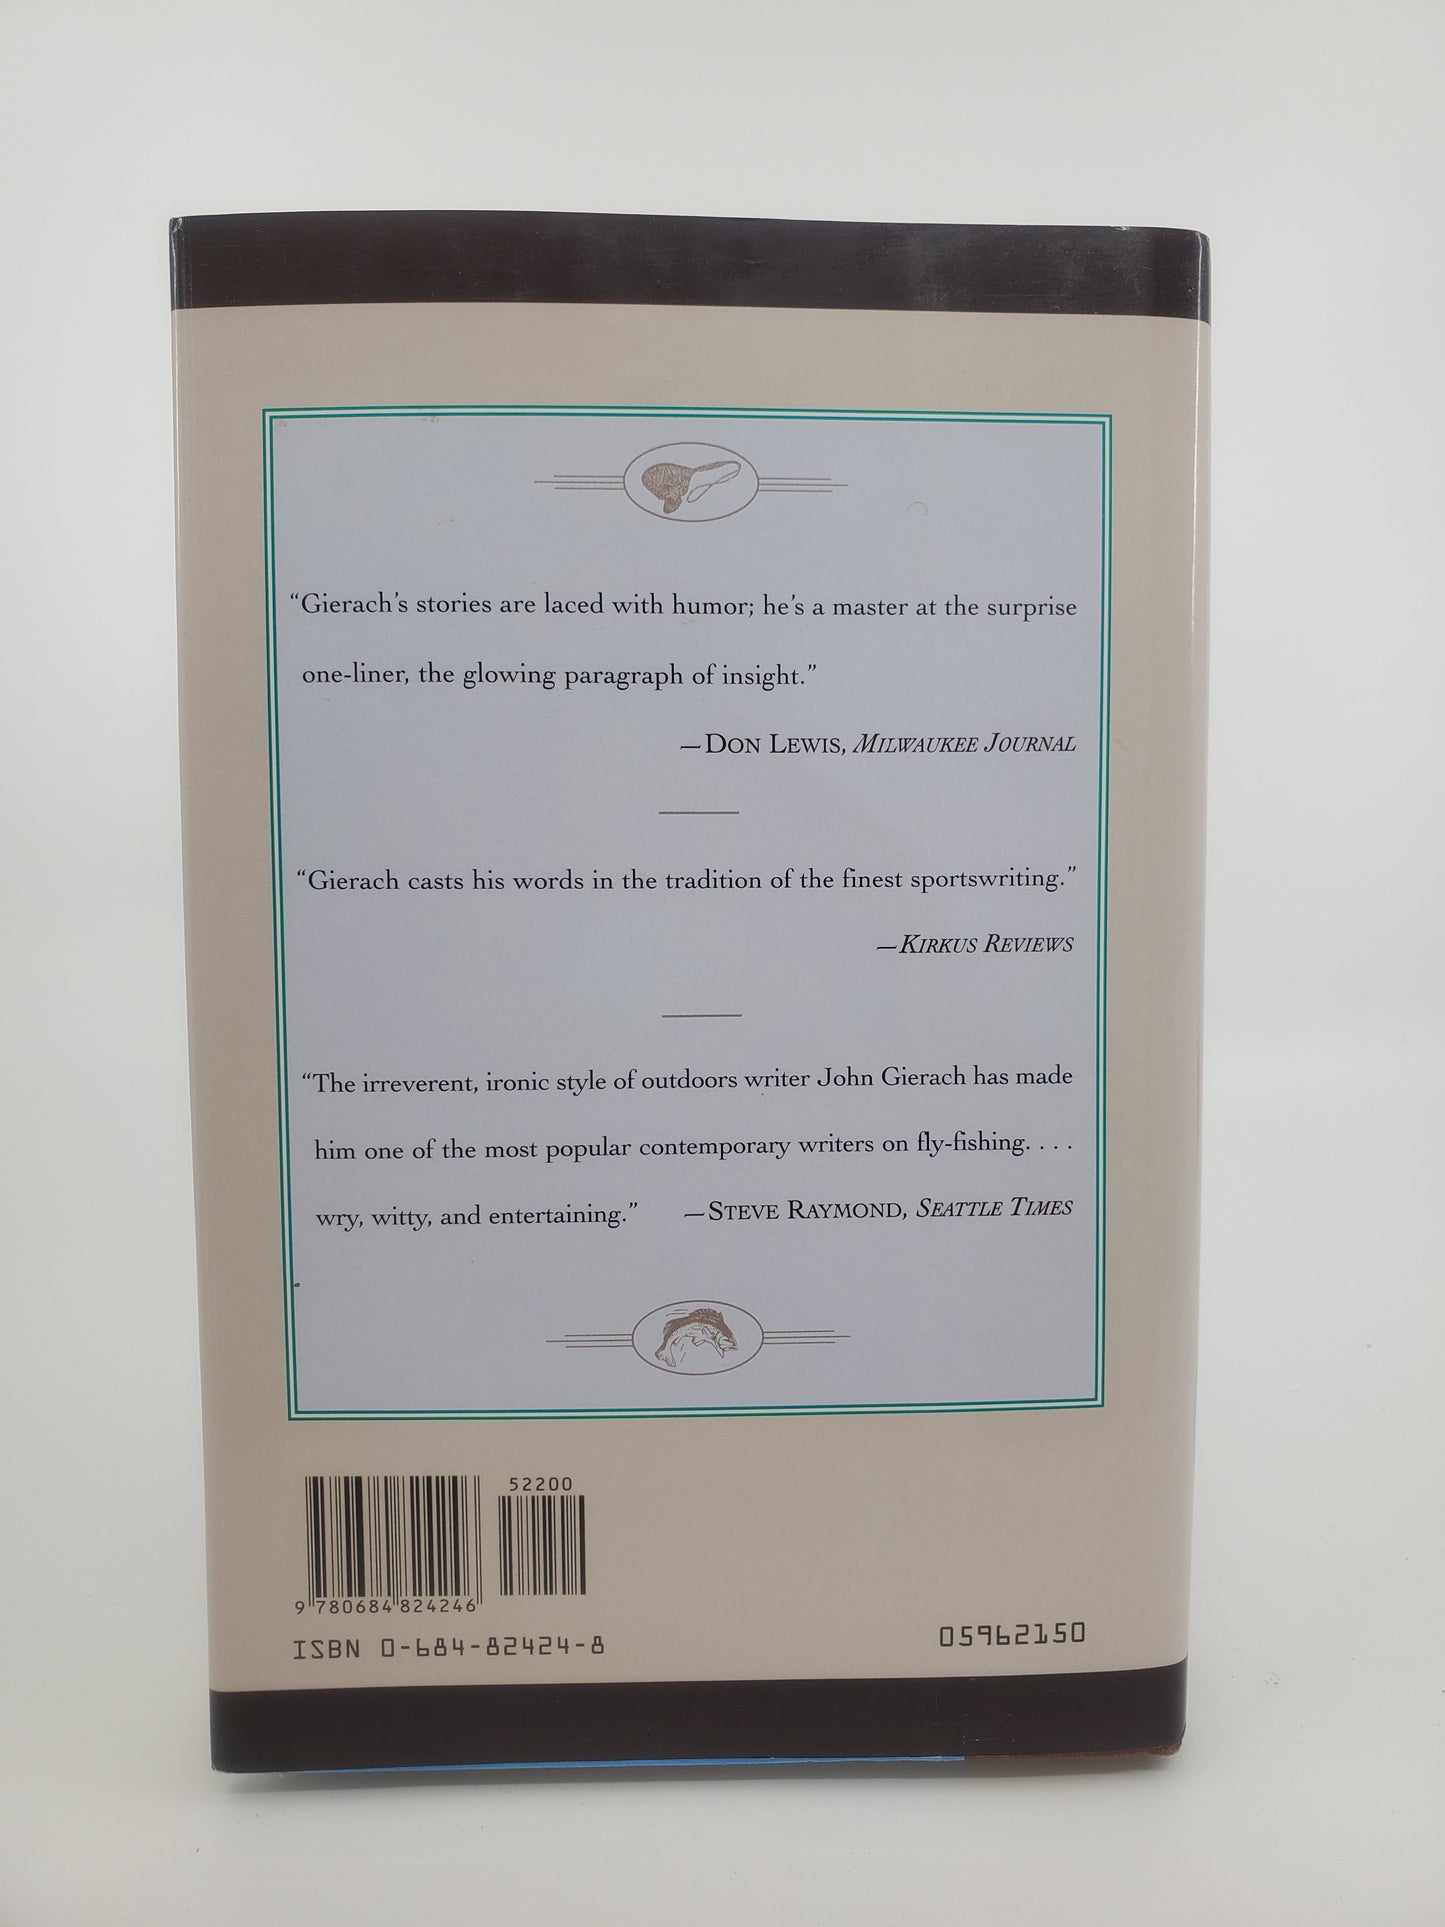 “Gierach’s stories are laced with humor; he’s a master at the surprise
one-liner, the glowing paragraph of insight.”
—DON LEWIS, MILWAUKEE JOURNAL
“Gierach casts his words in the tradition of the finest sportswriting.”
—KIRKUS REVIEWS
“The irreverent, ironic style of outdoors writer John Gierach has made
him one of the most popular contemporary writers on fly-fishing. . . .
wry, witty, and entertaining.” —STEVE RAYMOND, SEATTLE TIMES
52200
9 780684 824246
ISBN 0-684-82424-8
05962150